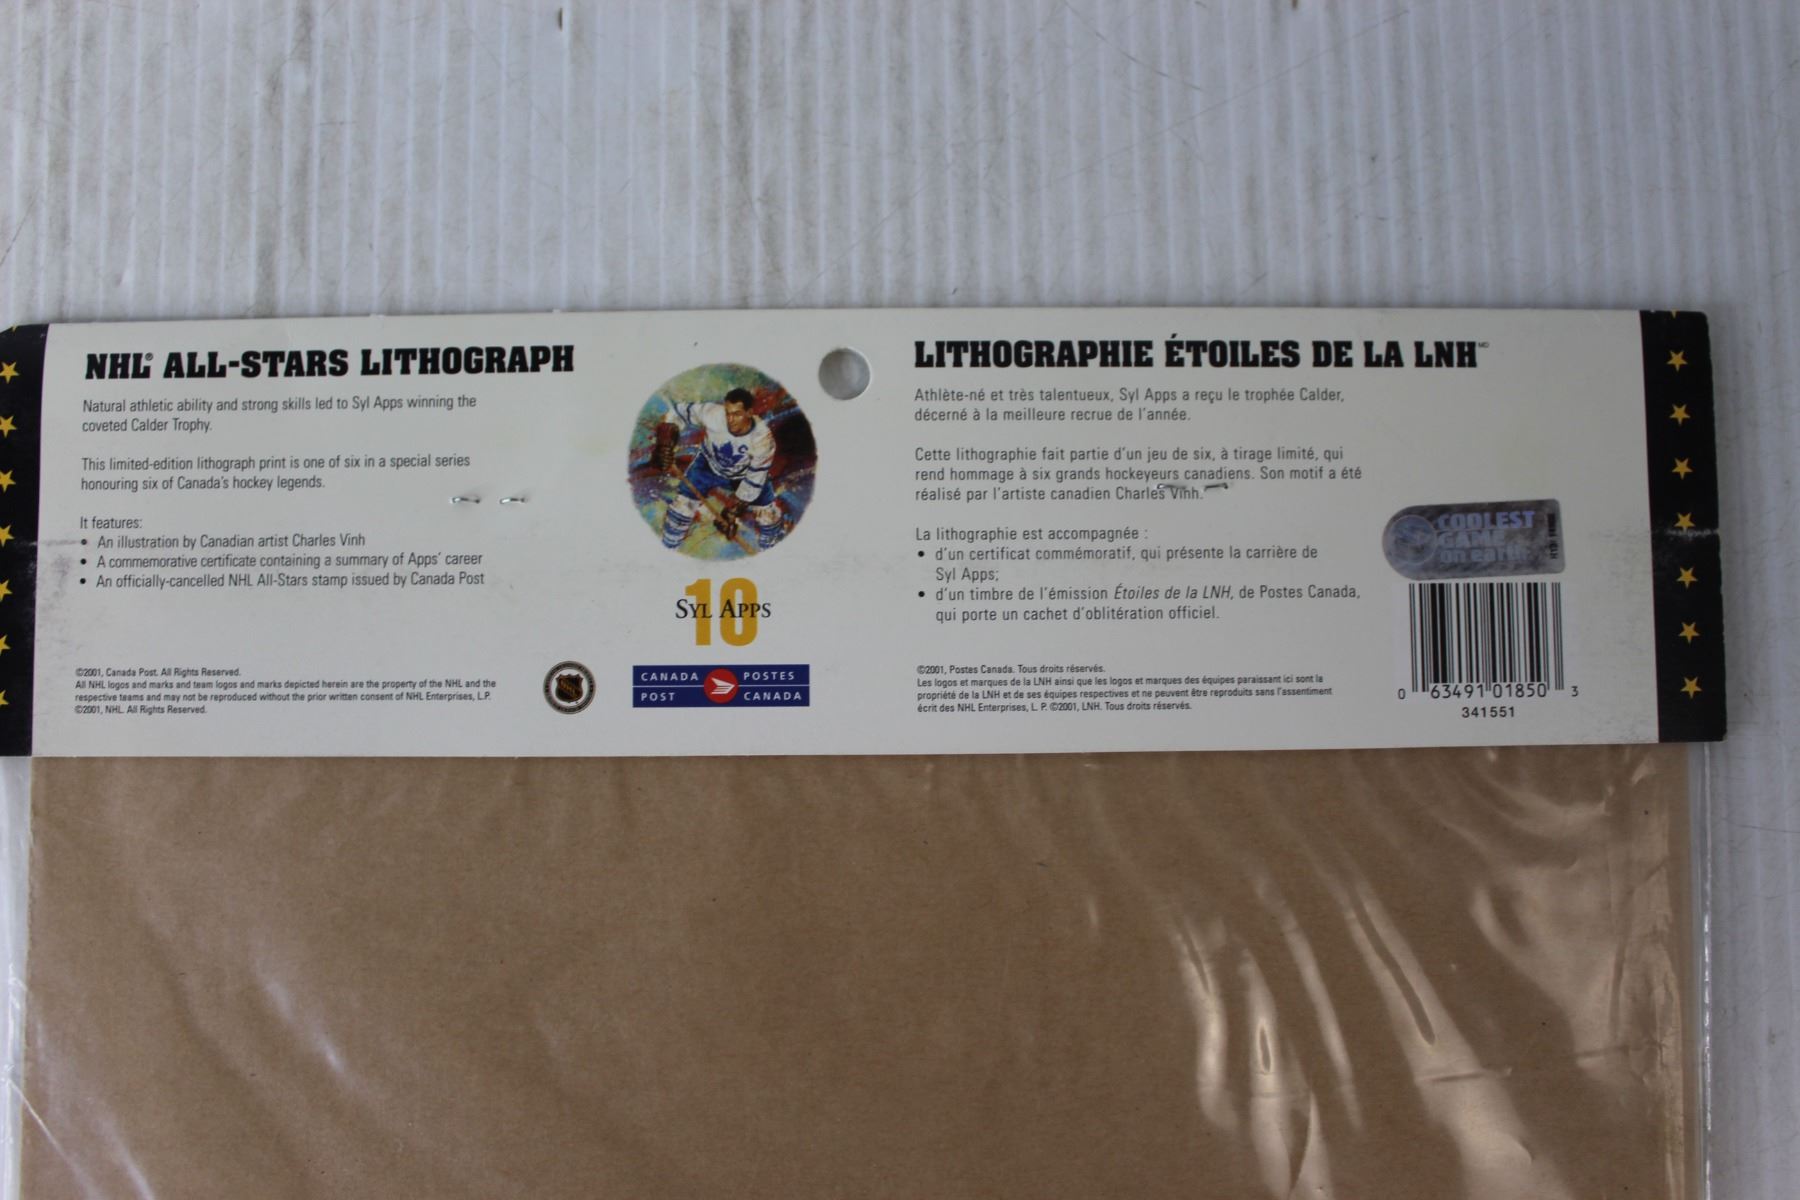 NHL® ALL-STARS LITHOGRAPH
Natural athletic ability and strong skills led to Syl Apps winning the
coveted Calder Trophy.
This limited-edition lithograph print is one of six in a special series
honouring six of Canada's hockey legends.
It features:
• An illustration by Canadian artist Charles Vinh
• A commemorative certificate containing a summary of Apps' career
• An officially-cancelled NHL All-Stars stamp issued by Canada Post
©2001, Canada Post. All Rights Reserved.
All NHL logos and marks and team logos and marks depicted herein are the property of the NHL and the
respective teams and may not be reproduced without the prior written consent of NHL Enterprises, L.P.
©2001, NHL. All Rights Reserved.
10
SYL APPS
NHL
CANADA POSTES
POST CANADA
LITHOGRAPHIE ÉTOILES DE LA LNH MD
Athlète-né et très talentueux, Syl Apps a reçu le trophée Calder,
décerné à la meilleure recrue de l'année.
Cette lithographie fait partie d'un jeu de six, à tirage limité, qui
rend hommage à six grands hockeyeurs canadiens. Son motif a été
réalisé par l'artiste canadien Charles Vinh.
La lithographie est accompagnée :
• d'un certificat commémoratif, qui présente la carrière de
Syl Apps;
• d'un timbre de l'émission Étoiles de la LNH, de Postes Canada,
qui porte un cachet d'oblitération officiel.
©2001, Postes Canada. Tous droits réservés.
Les logos et marques de la LNH ainsi que les logos et marques des équipes paraissant ici sont la
propriété de la LNH et de ses équipes respectives et ne peuvent être reproduits sans l'assentiment
écrit des NHL Enterprises, L. P. ©2001, LNH. Tous droits réservés.
COOLEST
GAME
on earth
0 63491 01850 3
341551